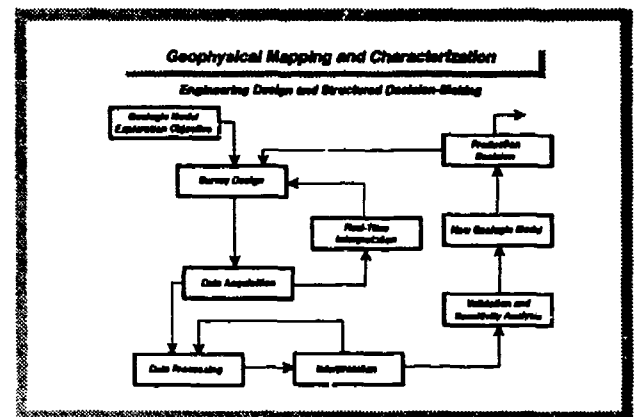 Geophysical Mapping and Characterization
Engineering Design and Structured Decision-Making
Geologic Model
Exploration Objective
Production
Decision
Survey Design
Real-Time
Interpretation
New Geologic Model
Data Acquisition
Validation and
Sensitivity Analysis
Data Processing
Interpretation